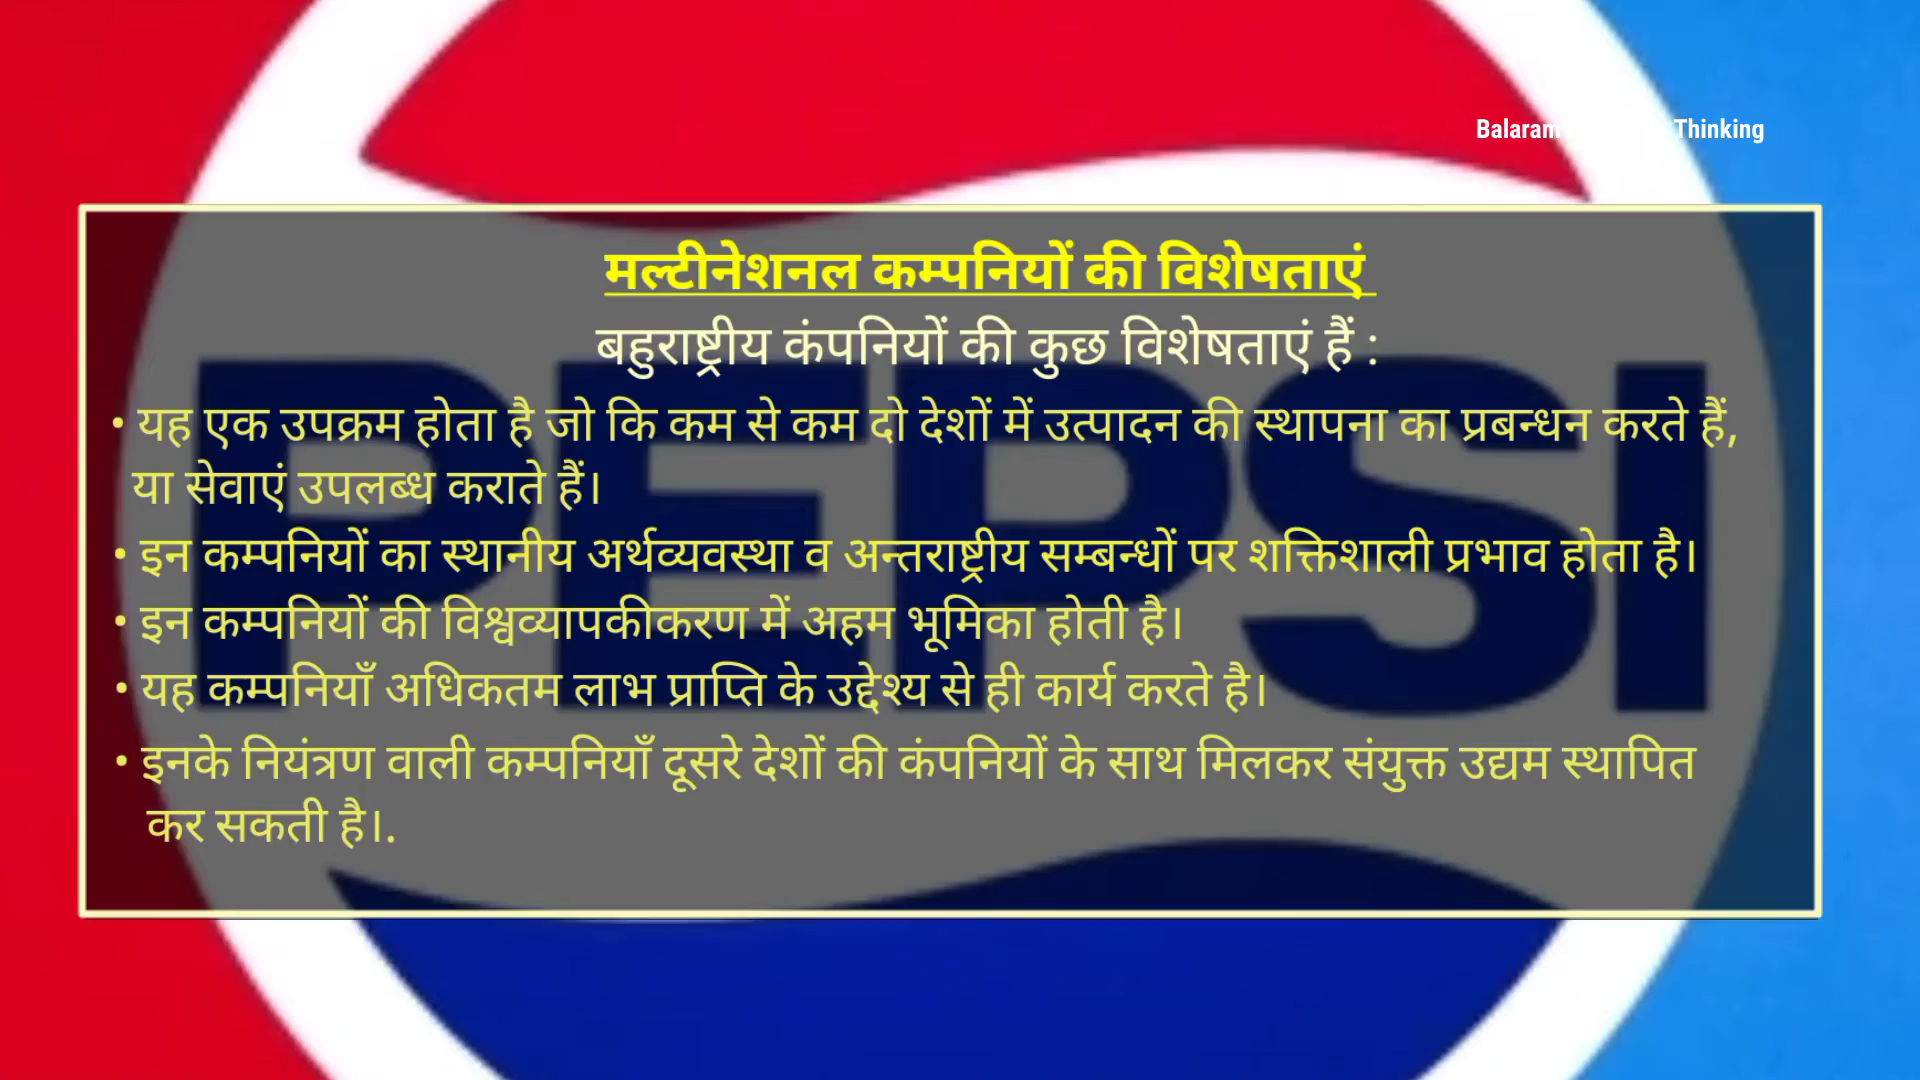 Balaram Thinking
मल्टीनेशनल कम्पनियों की विशेषताएं
बहुराष्ट्रीय कंपनियों की कुछ विशेषताएं हैं :
• यह एक उपक्रम होता है जो कि कम से कम दो देशों में उत्पादन की स्थापना का प्रबन्धन करते हैं,
या सेवाएं उपलब्ध कराते हैं।
• इन कम्पनियों का स्थानीय अर्थव्यवस्था व अन्तराष्ट्रीय सम्बन्धों पर शक्तिशाली प्रभाव होता है।
• इन कम्पनियों की विश्वव्यापकीकरण में अहम भूमिका होती है।
• यह कम्पनियाँ अधिकतम लाभ प्राप्ति के उद्देश्य से ही कार्य करते है।
• इनके नियंत्रण वाली कम्पनियाँ दूसरे देशों की कंपनियों के साथ मिलकर संयुक्त उद्यम स्थापित
कर सकती है।.
PEPSI